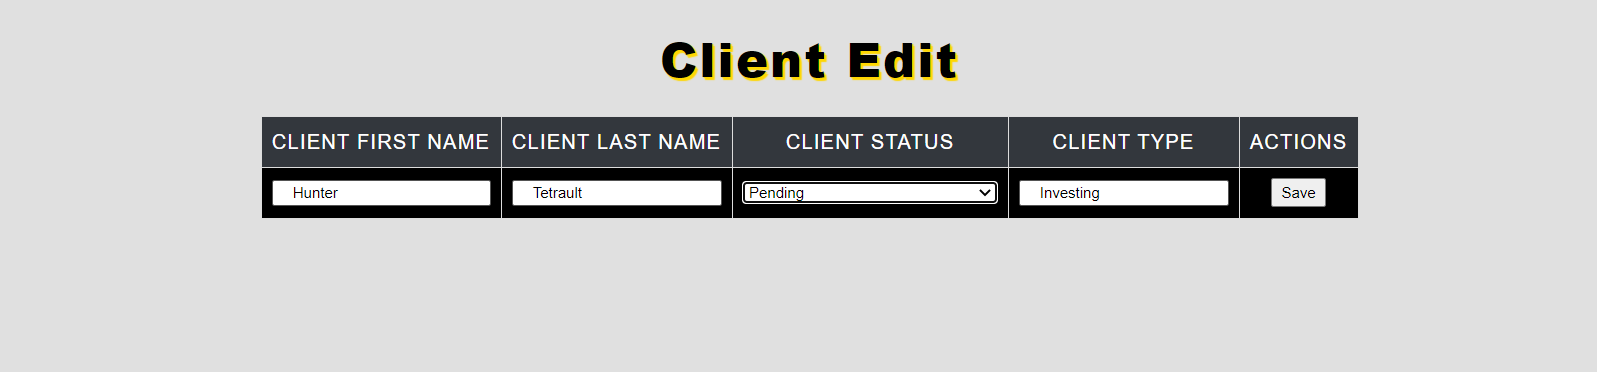 Client Edit
CLIENT FIRST NAME CLIENT LAST NAME CLIENT STATUS CLIENT TYPE ACTIONS
Hunter Tetrault Pending Investing Save